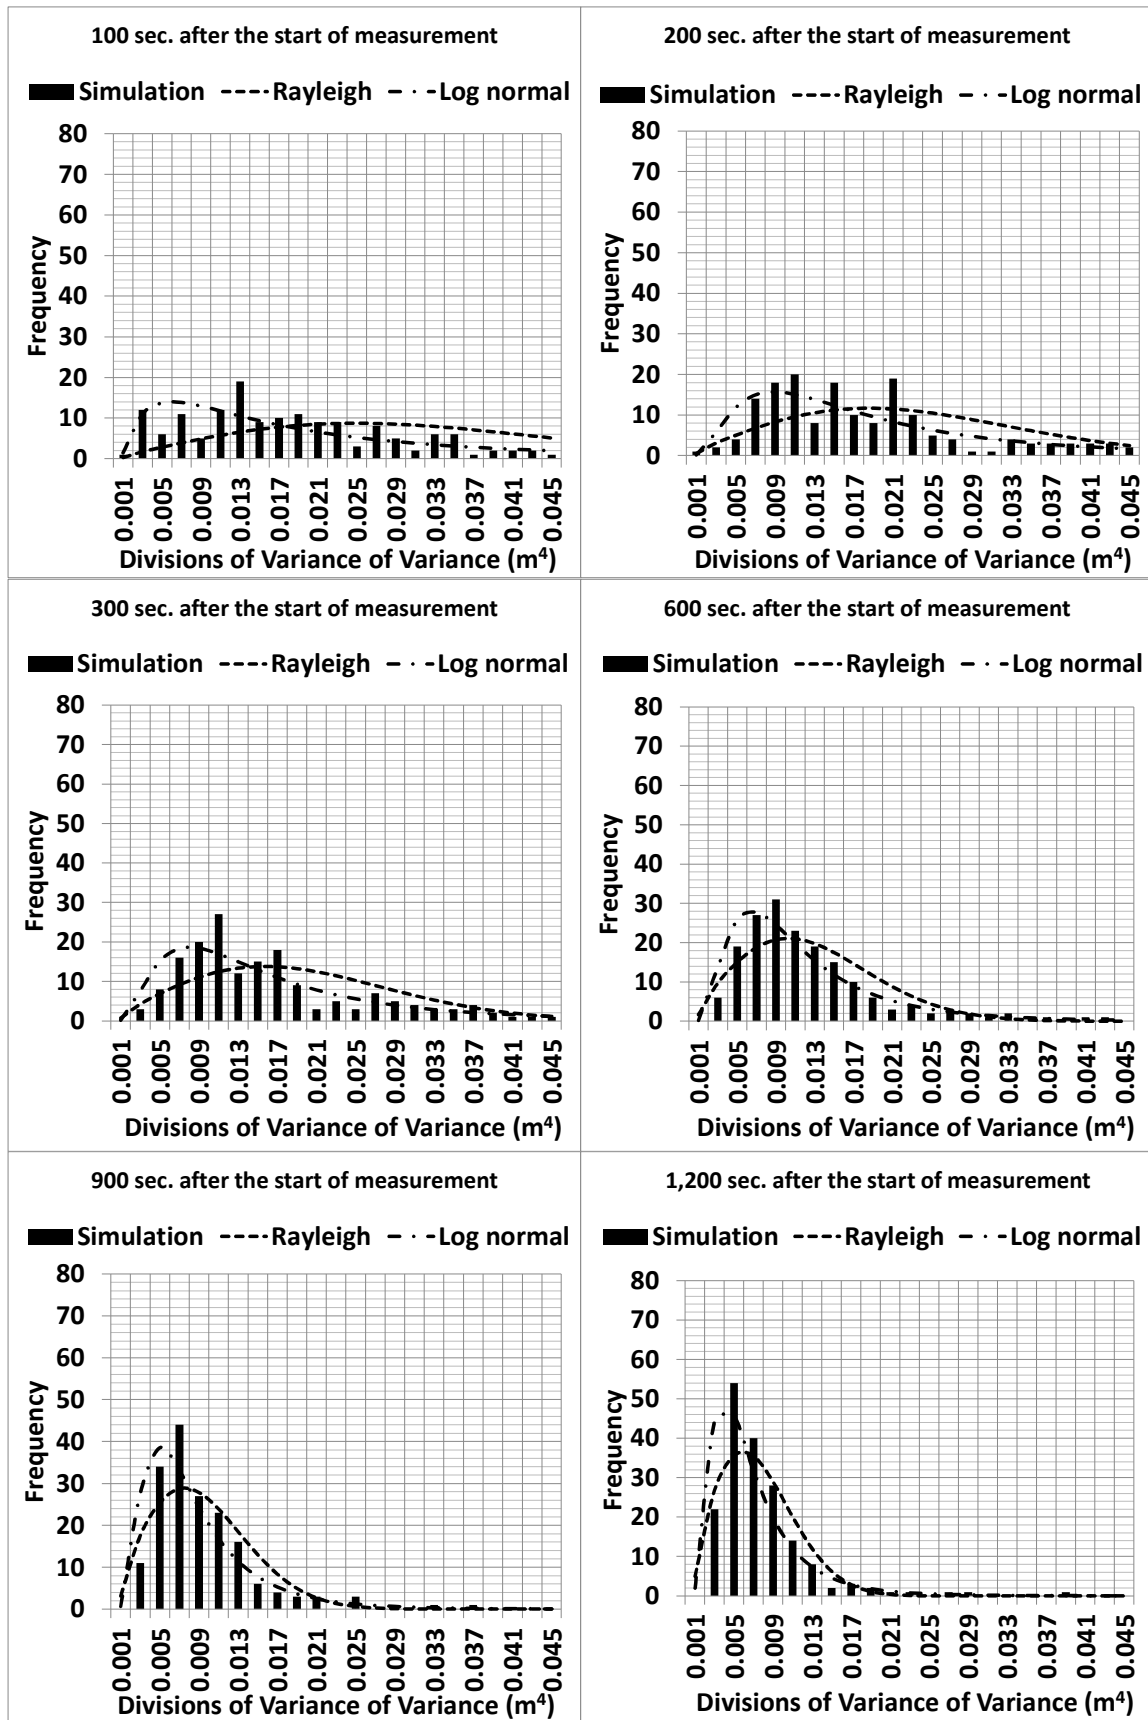 100 sec. after the start of measurement
Simulation Rayleigh Log normal
80
70
60
50
40
30
20
10
0
Frequency
0.001 0.005 0.009 0.013 0.017 0.021 0.025 0.029 0.033 0.037 0.041 0.045
Divisions of Variance of Variance (m⁴)
200 sec. after the start of measurement
Simulation Rayleigh Log normal
80
70
60
50
40
30
20
10
0
Frequency
0.001 0.005 0.009 0.013 0.017 0.021 0.025 0.029 0.033 0.037 0.041 0.045
Divisions of Variance of Variance (m⁴)
300 sec. after the start of measurement
Simulation Rayleigh Log normal
80
70
60
50
40
30
20
10
0
Frequency
0.001 0.005 0.009 0.013 0.017 0.021 0.025 0.029 0.033 0.037 0.041 0.045
Divisions of Variance of Variance (m⁴)
600 sec. after the start of measurement
Simulation Rayleigh Log normal
80
70
60
50
40
30
20
10
0
Frequency
0.001 0.005 0.009 0.013 0.017 0.021 0.025 0.029 0.033 0.037 0.041 0.045
Divisions of Variance of Variance (m⁴)
900 sec. after the start of measurement
Simulation Rayleigh Log normal
80
70
60
50
40
30
20
10
0
Frequency
0.001 0.005 0.009 0.013 0.017 0.021 0.025 0.029 0.033 0.037 0.041 0.045
Divisions of Variance of Variance (m⁴)
1,200 sec. after the start of measurement
Simulation Rayleigh Log normal
80
70
60
50
40
30
20
10
0
Frequency
0.001 0.005 0.009 0.013 0.017 0.021 0.025 0.029 0.033 0.037 0.041 0.045
Divisions of Variance of Variance (m⁴)